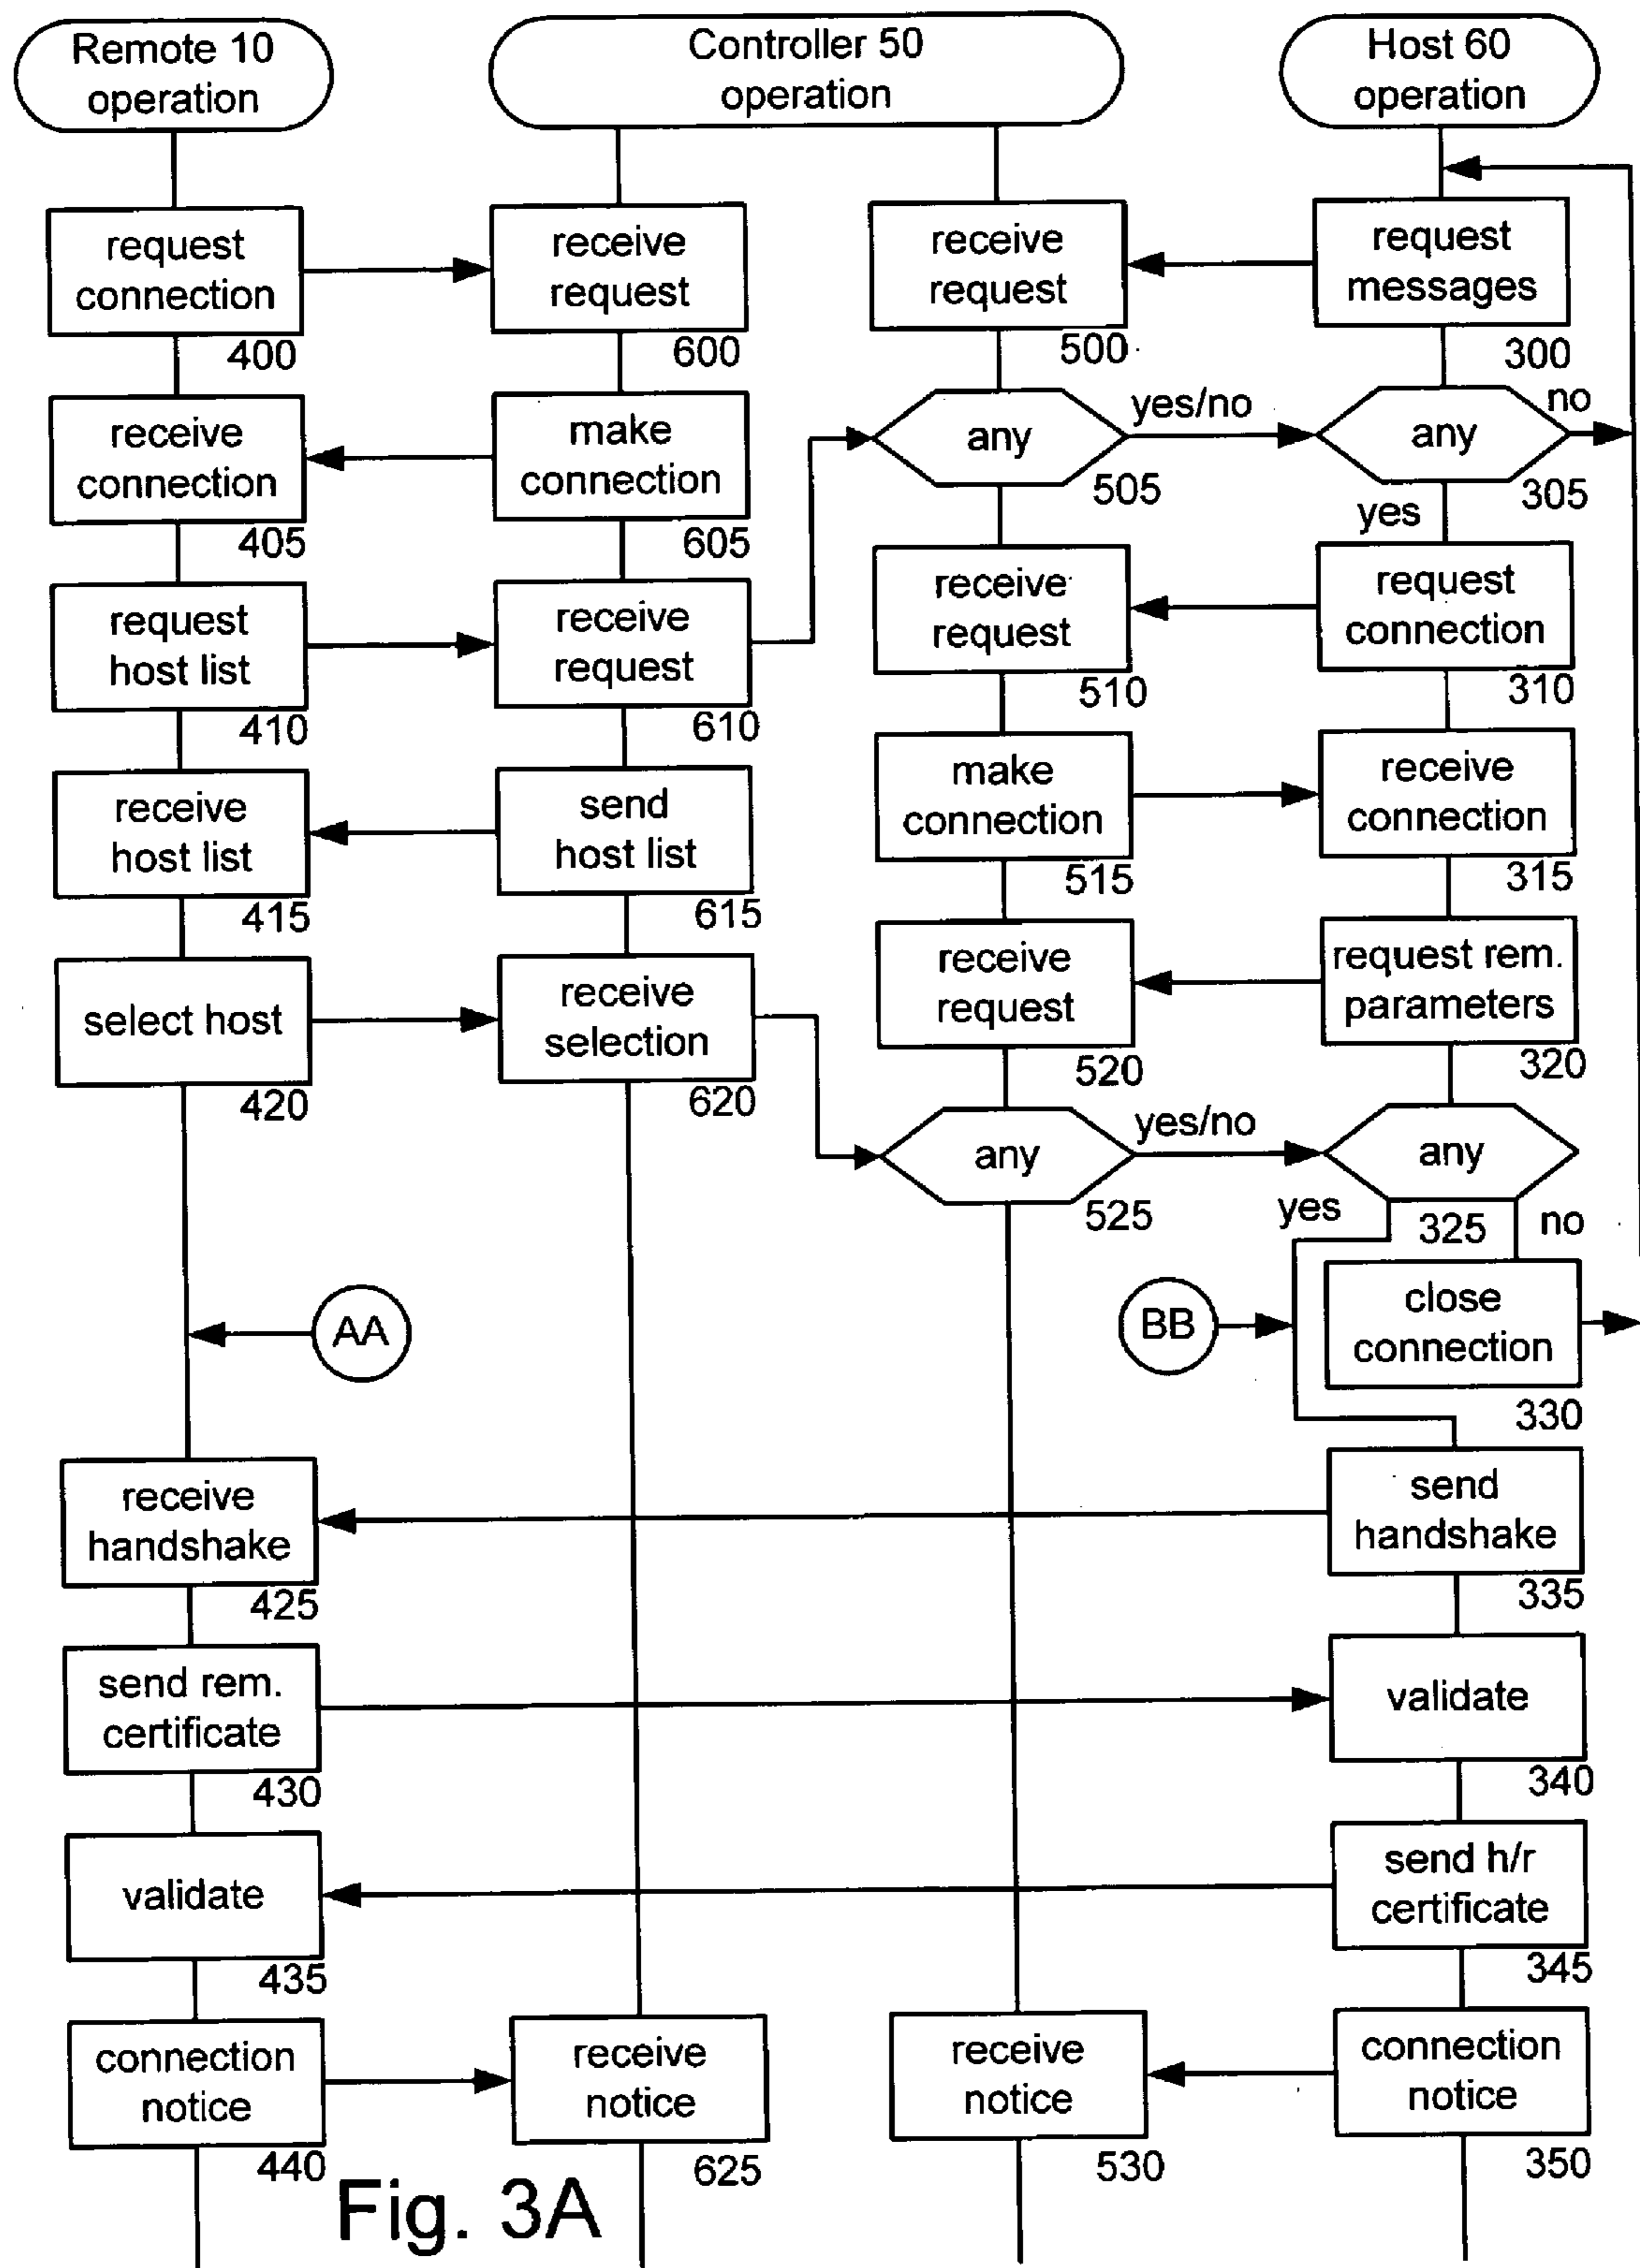 Remote 10
operation
Controller 50
operation
Host 60
operation
request
connection
400
receive
request
600
receive
request
500
request
messages
300
receive
connection
405
make
connection
605
any
505
yes/no
any
305
no
yes
request
host list
410
receive
request
610
receive
request
510
request
connection
310
receive
host list
415
send
host list
615
make
connection
515
receive
connection
315
select host
420
receive
selection
620
receive
request
520
request rem.
parameters
320
any
525
yes/no
any
325
yes
no
AA
BB
close
connection
330
receive
handshake
425
send
handshake
335
send rem.
certificate
430
validate
340
validate
435
send h/r
certificate
345
connection
notice
440
receive
notice
625
receive
notice
530
connection
notice
350
Fig. 3A